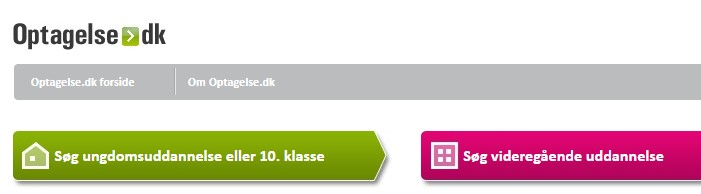 Optagelse dk
Optagelse.dk forside Om Optagelse.dk
Søg ungdomsuddannelse eller 10. klasse Søg videregående uddannelse